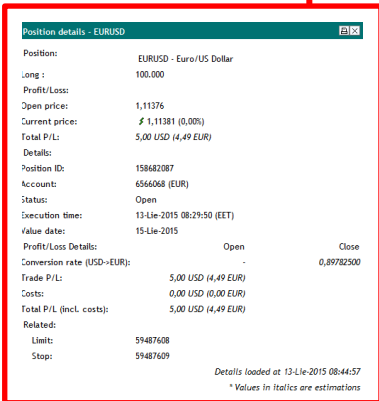 Position details - EURUSD
Position: EURUSD - Euro/US Dollar
Long : 100.000
Profit/Loss:
Open price: 1,11376
Current price: 1,11381 (0,00%)
Total P/L: 5,00 USD (4,49 EUR)
Details:
Position ID: 158682087
Account: 6566068 (EUR)
Status: Open
Execution time: 13-Lie-2015 08:29:50 (EET)
Value date: 15-Lie-2015
Profit/Loss Details: Open Close
Conversion rate (USD->EUR): - 0,89782500
Trade P/L: 5,00 USD (4,49 EUR)
Costs: 0,00 USD (0,00 EUR)
Total P/L (incl. costs): 5,00 USD (4,49 EUR)
Related:
Limit: 59487608
Stop: 59487609
Details loaded at 13-Lie-2015 08:44:57
* Values in italics are estimations